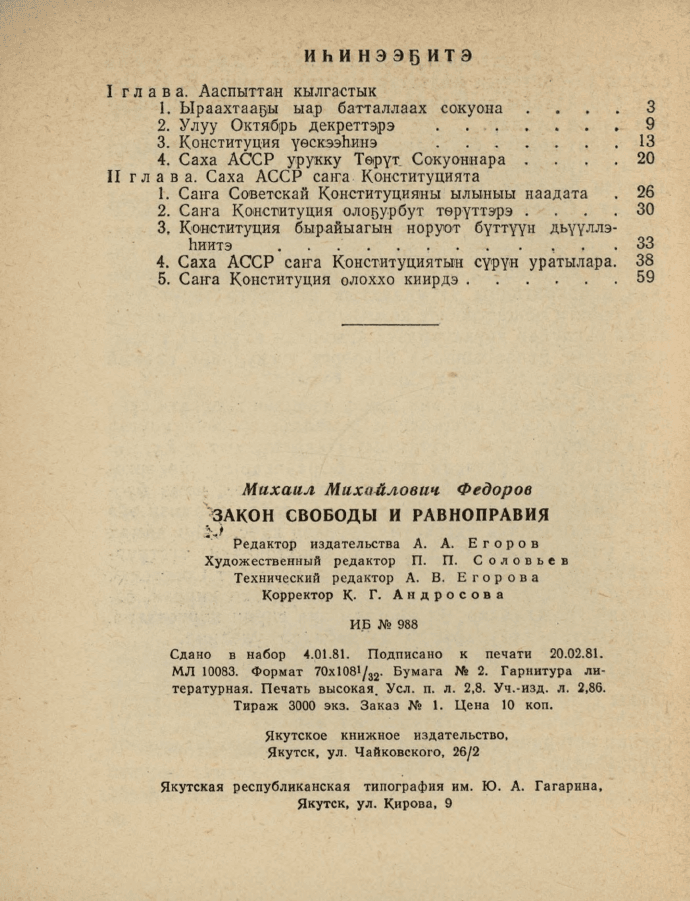 ИҺИНЭЭҔИТЭ
I глава. Ааспыттан кылгастык
1. Ыраахтааҕы ыар батталлаах сокуона . . . . 3
2. Улуу Октябрь декреттэрэ . . . . . . . 9
3. Конституция үөскээһинэ . . . . . . . 13
4. Саха АССР урукку Төрүт Сокуоннара . . . . 20
II глава. Саха АССР саҥа Конституцията
1. Саҥа Советскай Конституцияны ылыныы наадата . 26
2. Саҥа Конституция олоҕурбут төрүттэрэ . . . . 30
3. Конституция бырайыагын норуот бүттүүн дьүүллэ-
һиитэ . . . . . . . . . . . . 33
4. Саха АССР саҥа Конституциятын сүрүн уратылара. 38
5. Саҥа Конституция олоххо киирдэ . . . . . . 59
Михаил Михайлович Федоров
ЗАКОН СВОБОДЫ И РАВНОПРАВИЯ
Редактор издательства А. А. Егоров
Художественный редактор П. П. Соловьев
Технический редактор А. В. Егорова
Корректор К. Г. Андросова
ИБ № 988
Сдано в набор 4.01.81. Подписано к печати 20.02.81.
МЛ 10083. Формат 70х108¹/₃₂. Бумага № 2. Гарнитура ли-
тературная. Печать высокая. Усл. п. л. 2,8. Уч.-изд. л. 2,86.
Тираж 3000 экз. Заказ № 1. Цена 10 коп.
Якутское книжное издательство,
Якутск, ул. Чайковского, 26/2
Якутская республиканская типография им. Ю. А. Гагарина,
Якутск, ул. Кирова, 9